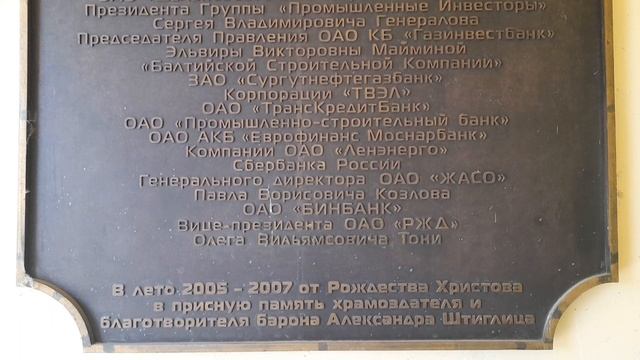 Президента Группы «Промышленные Инвесторы»
Сергея Владимировича Генералова
Председателя Правления ОАО КБ «Газинвестбанк»
Эльвиры Викторовны Майминой
«Балтийской Строительной Компании»
ЗАО «Сургутнефтегазбанк»
Корпорации «ТВЭЛ»
ОАО «ТрансКредитБанк»
ОАО «Промышленно-строительный банк»
ОАО АКБ «Еврофинанс Моснарбанк»
Компании ОАО «Ленэнерго»
Сбербанка России
Генерального директора ОАО «ЖАСО»
Павла Борисовича Козлова
ОАО «БИНБАНК»
Вице-президента ОАО «РЖД»
Олега Вильямсовича Тони
В лето 2005 - 2007 от Рождества Христова
в присную память храмоздателя и
благотворителя барона Александра Штиглица